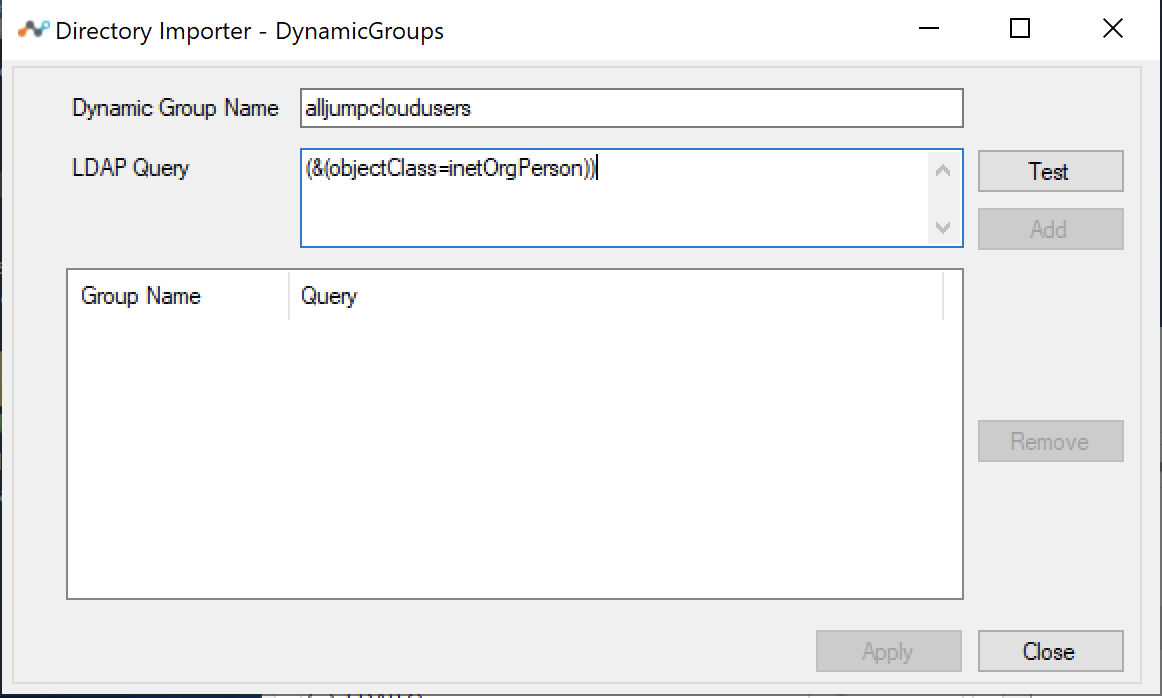 Directory Importer - DynamicGroups
Dynamic Group Name alljumpcloudusers
LDAP Query (&(objectClass=inetOrgPerson)) Test
Add
Group Name Query
Remove
Apply Close